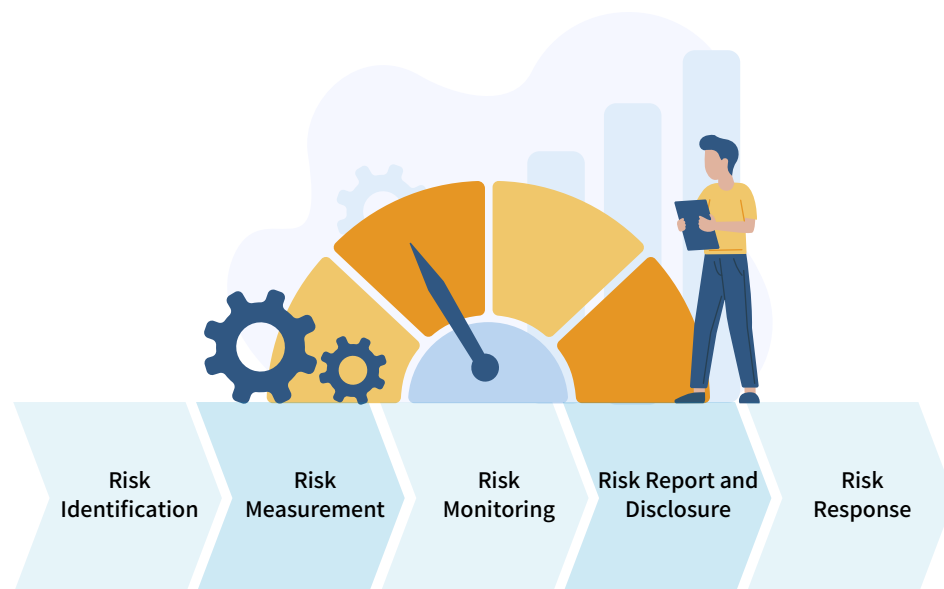 Risk
Identification
Risk
Measurement
Risk
Monitoring
Risk Report and
Disclosure
Risk
Response